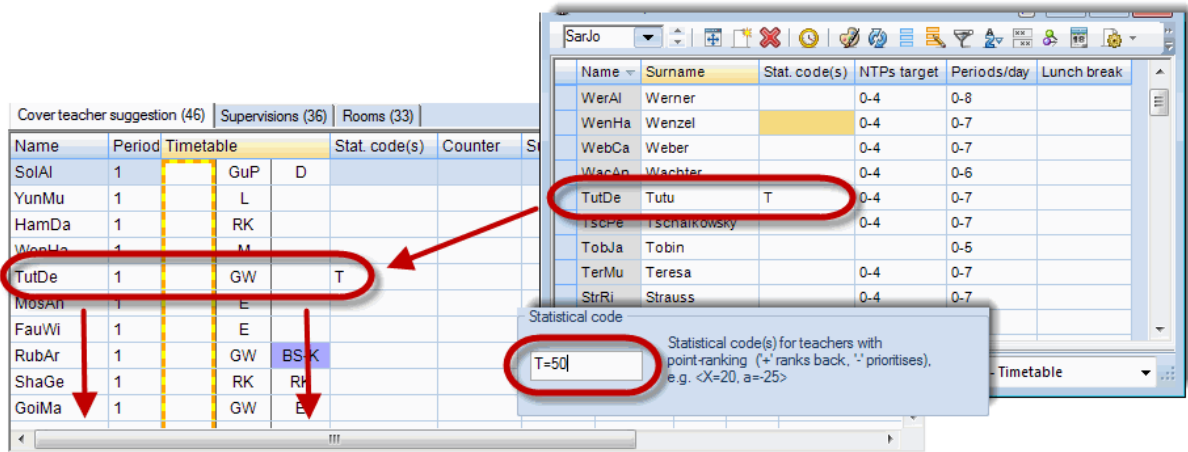 SarJo
Name Surname Stat. code(s) NTPs target Periods/day Lunch break
WerAl Werner 0-4 0-8
WenHa Wenzel 0-4 0-7
WebCa Weber 0-4 0-7
WacAn Wachter 0-4 0-6
TutDe Tutu T 0-4 0-7
TscPe Tschaikowsky 0-4 0-7
TobJa Tobin 0-5
TerMu Teresa 0-4 0-7
StrRi Strauss 0-4 0-7
- Timetable
Cover teacher suggestion (46) Supervisions (36) Rooms (33)
Name Period Timetable Stat. code(s) Counter
SolAl 1 GuP D
YunMu 1 L
HamDa 1 RK
WenHa 1 M
TutDe 1 GW T
MosAn 1 E
FauWi 1 E
RubAr 1 GW BS-K
ShaGe 1 RK RK
GoiMa 1 GW E
Statistical code
T=50
Statistical code(s) for teachers with
point-ranking ('+' ranks back, '-' prioritises),
e.g. <X=20, a=-25>